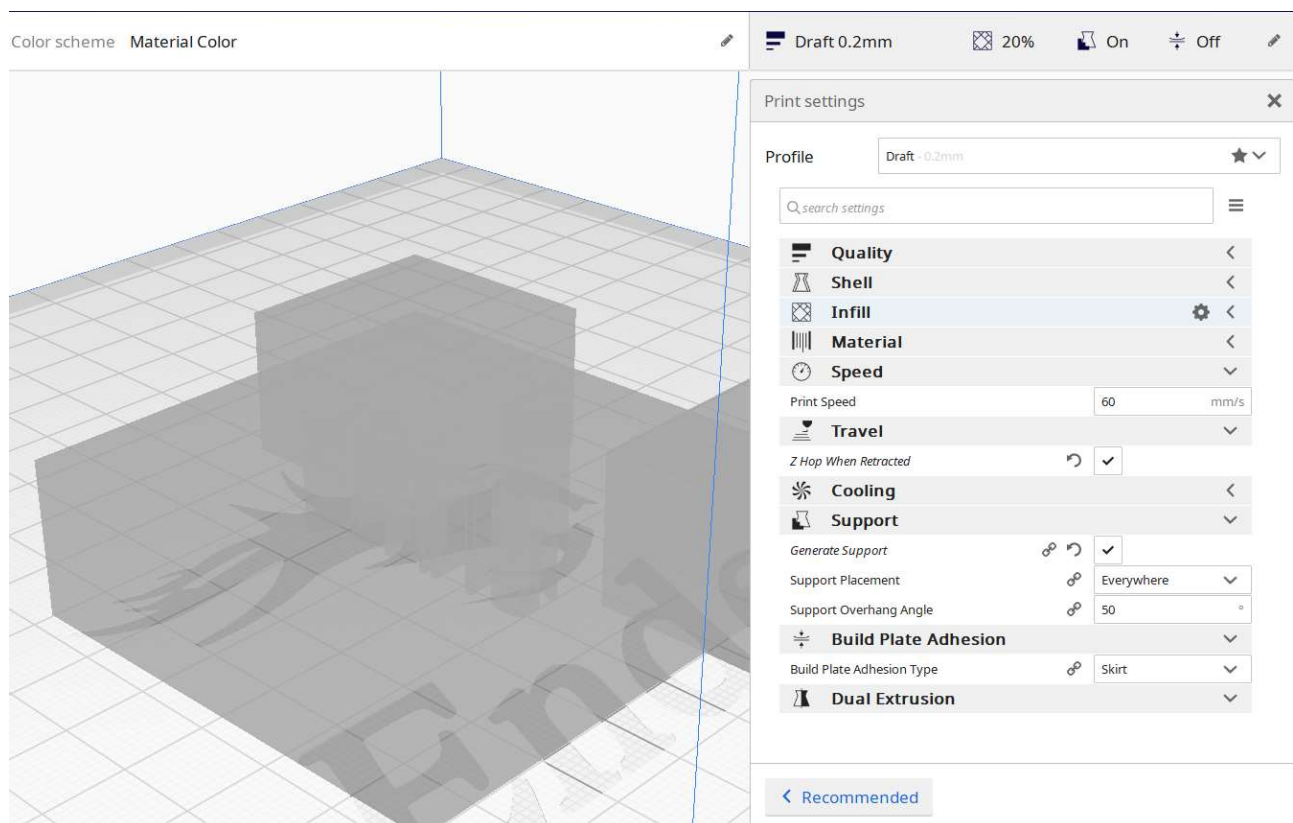 Color scheme Material Color
Draft 0.2mm 20% On Off
Print settings
Profile Draft - 0.2mm
search settings
Quality
Shell
Infill
Material
Speed
Print Speed 60 mm/s
Travel
Z Hop When Retracted
Cooling
Support
Generate Support
Support Placement Everywhere
Support Overhang Angle 50 °
Build Plate Adhesion
Build Plate Adhesion Type Skirt
Dual Extrusion
Recommended
Ende